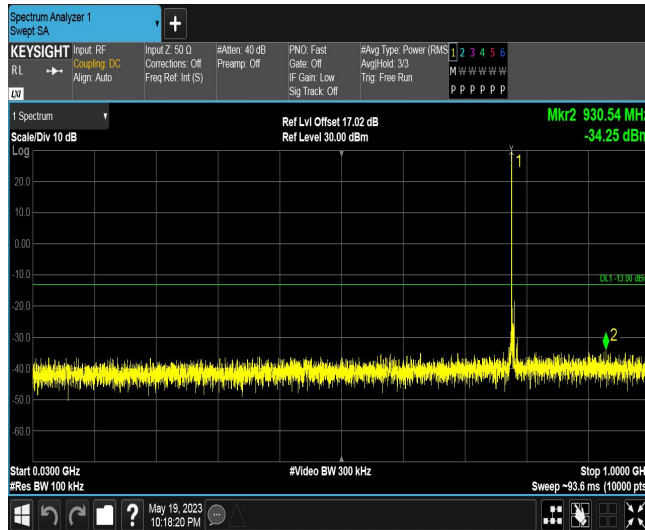 Spectrum Analyzer 1
Swept SA
+
KEYSIGHT Input: RF
RL Coupling: DC
Align: Auto
LXI
Input Z: 50 Ω
Corrections: Off
Freq Ref: Int (S)
#Atten: 40 dB
Preamp: Off
PNO: Fast
Gate: Off
IF Gain: Low
Sig Track: Off
#Avg Type: Power (RMS
Avg|Hold: 3/3
Trig: Free Run
1 2 3 4 5 6
M W W W W W
P P P P P P
1 Spectrum
Scale/Div 10 dB
Ref Lvl Offset 17.02 dB
Ref Level 30.00 dBm
Mkr2 930.54 MH
-34.25 dBm
Log
1
20.0
10.0
0.00
-10.0
DL1 -13.00 dB
-20.0
2
-30.0
-40.0
-50.0
-60.0
Start 0.0300 GHz
#Res BW 100 kHz
#Video BW 300 kHz
Stop 1.0000 GH
Sweep ~93.6 ms (10000 pts
?
May 19, 2023
10:18:20 PM